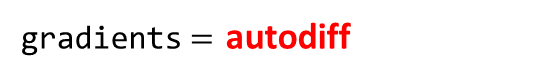 gradients = autodiff